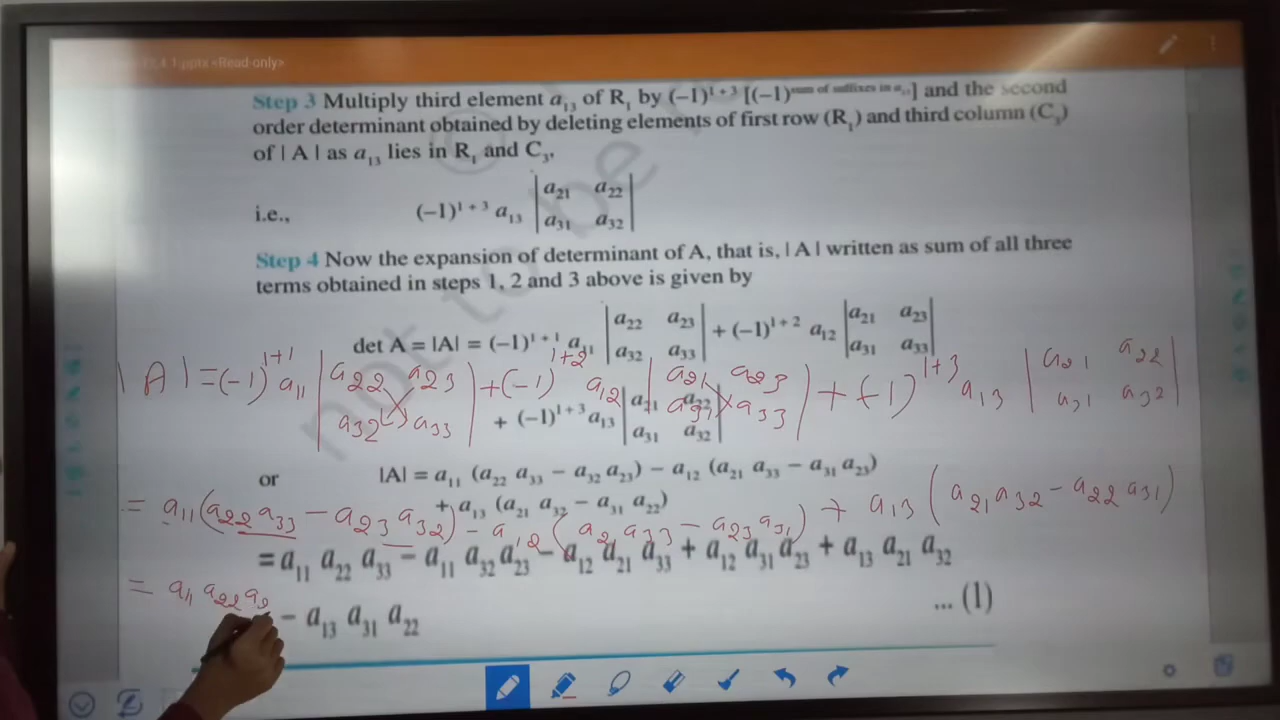 .4.1.pptx <Read-only>
Step 3 Multiply third element a₁₃ of R₁ by (–1)¹ ⁺ ³ [(–1)^sum of suffixes in a₁₃] and the second
order determinant obtained by deleting elements of first row (R₁) and third column (C₃)
of | A | as a₁₃ lies in R₁ and C₃,
i.e., (–1)¹ ⁺ ³ a₁₃ | a₂₁ a₂₂ |
| a₃₁ a₃₂ |
Step 4 Now the expansion of determinant of A, that is, | A | written as sum of all three
terms obtained in steps 1, 2 and 3 above is given by
det A = |A| = (–1)¹ ⁺ ¹ a₁₁ | a₂₂ a₂₃ | + (–1)¹ ⁺ ² a₁₂ | a₂₁ a₂₃ |
| a₃₂ a₃₃ | | a₃₁ a₃₃ |
|A| = (-1)¹⁺¹ a₁₁ | a₂₂ a₂₃ | + (-1)¹⁺² a₁₂ | a₂₁ a₂₃ | + (-1)¹⁺³ a₁₃ | a₂₁ a₂₂ |
| a₃₂ a₃₃ | | a₃₁ a₃₃ | | a₃₁ a₃₂ |
+ (–1)¹ ⁺ ³ a₁₃ | a₂₁ a₂₂ |
| a₃₁ a₃₂ |
or |A| = a₁₁ (a₂₂ a₃₃ – a₃₂ a₂₃) – a₁₂ (a₂₁ a₃₃ – a₃₁ a₂₃)
+ a₁₃ (a₂₁ a₃₂ – a₃₁ a₂₂)
= a₁₁ (a₂₂ a₃₃ - a₂₃ a₃₂) - a₁₂ (a₂₁ a₃₃ - a₂₃ a₃₁) + a₁₃ (a₂₁ a₃₂ - a₂₂ a₃₁)
= a₁₁ a₂₂ a₃₃ – a₁₁ a₃₂ a₂₃ – a₁₂ a₂₁ a₃₃ + a₁₂ a₃₁ a₂₃ + a₁₃ a₂₁ a₃₂
= a₁₁ a₂₂ a
– a₁₃ a₃₁ a₂₂ ... (1)